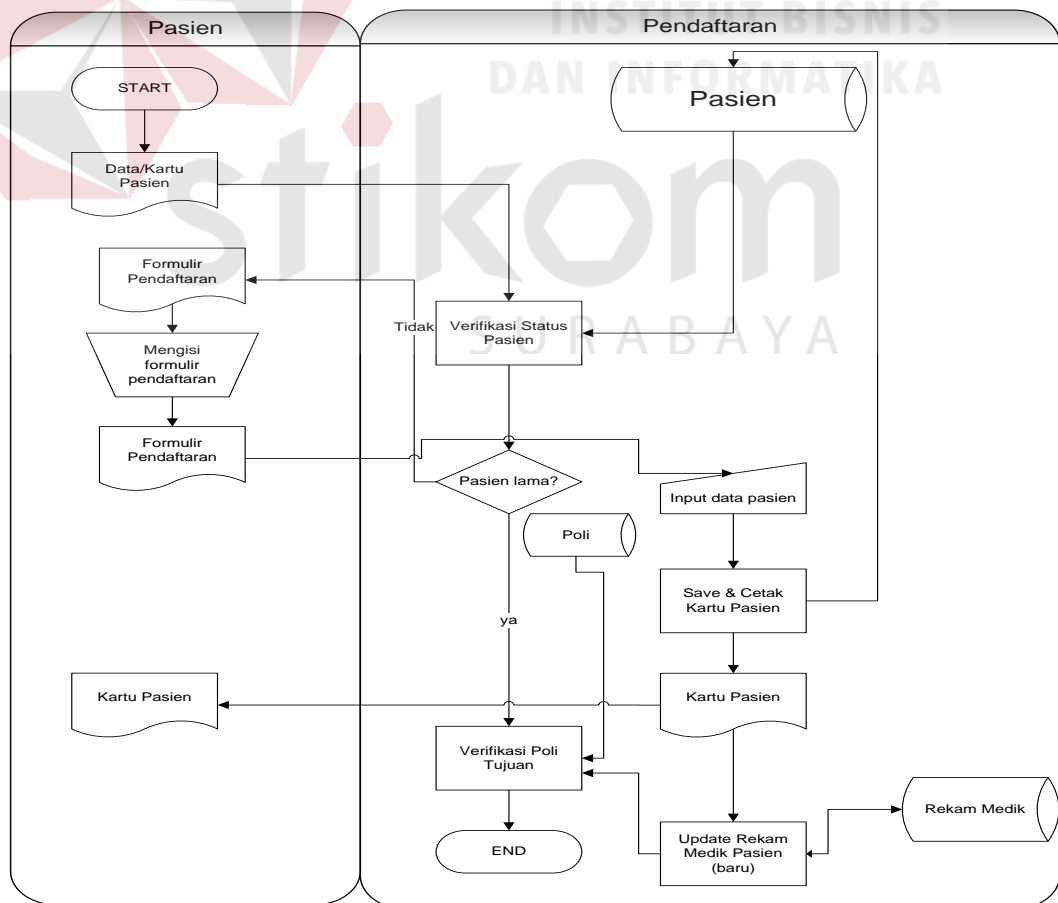 INSTITUT BISNIS
DAN INFORMATIKA
stikom
SURABAYA
Pasien
Pendaftaran
START
Pasien
Data/Kartu
Pasien
Formulir
Pendaftaran
Tidak
Verifikasi Status
Pasien
Mengisi
formulir
pendaftaran
Formulir
Pendaftaran
Pasien lama?
Input data pasien
Poli
Save & Cetak
Kartu Pasien
ya
Kartu Pasien
Kartu Pasien
Verifikasi Poli
Tujuan
Rekam Medik
END
Update Rekam
Medik Pasien
(baru)